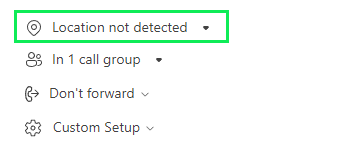 Location not detected
In 1 call group
Don't forward
Custom Setup